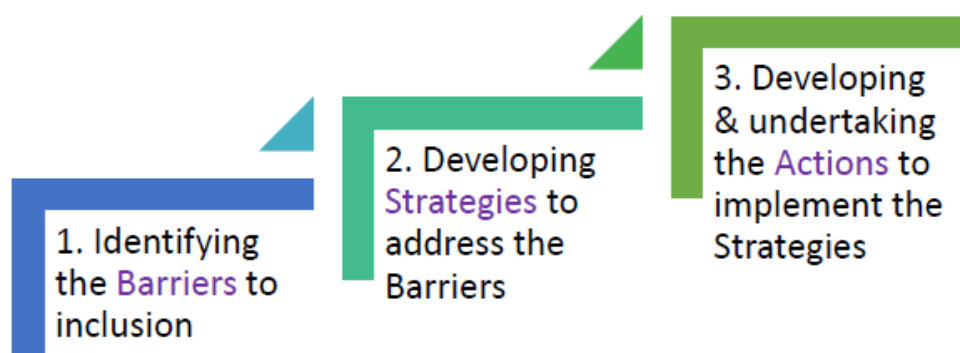 1. Identifying
the Barriers to
inclusion
2. Developing
Strategies to
address the
Barriers
3. Developing
& undertaking
the Actions to
implement the
Strategies